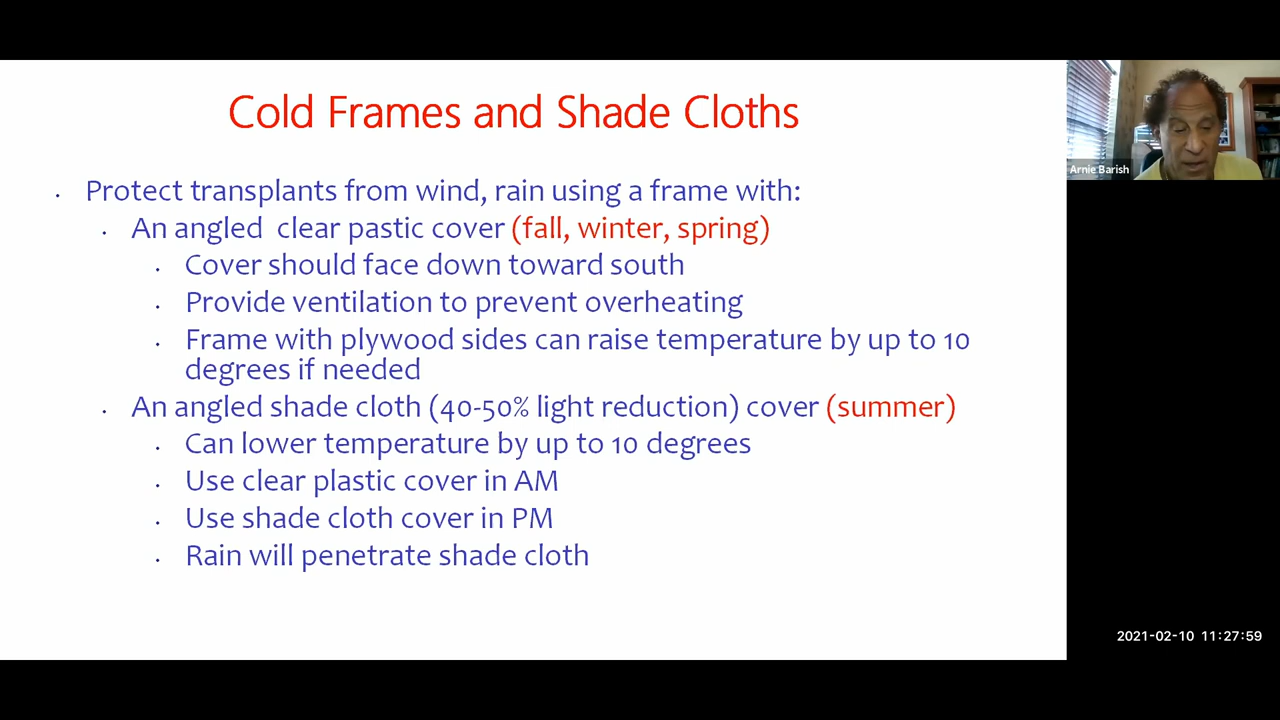 Cold Frames and Shade Cloths
Protect transplants from wind, rain using a frame with:
An angled clear pastic cover (fall, winter, spring)
Cover should face down toward south
Provide ventilation to prevent overheating
Frame with plywood sides can raise temperature by up to 10
degrees if needed
An angled shade cloth (40-50% light reduction) cover (summer)
Can lower temperature by up to 10 degrees
Use clear plastic cover in AM
Use shade cloth cover in PM
Rain will penetrate shade cloth
Arnie Barish
2021-02-10 11:27:59